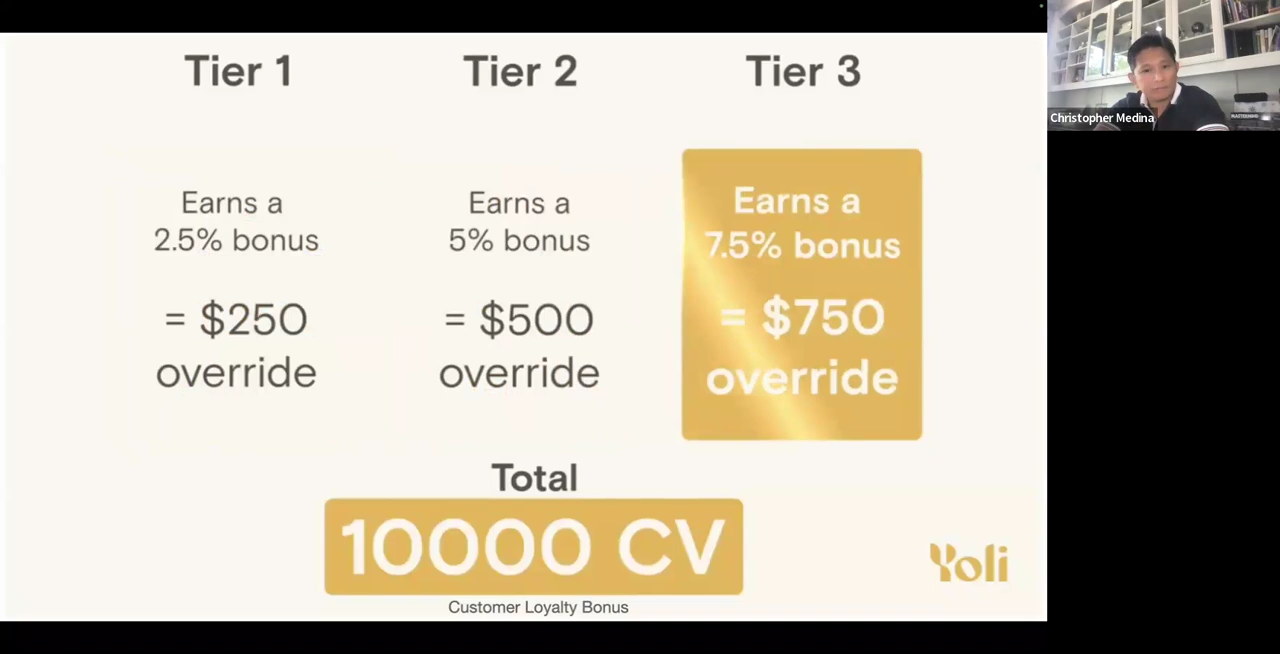 Tier 1
Tier 2
Tier 3
Earns a
2.5% bonus
= $250
override
Earns a
5% bonus
= $500
override
Earns a
7.5% bonus
= $750
override
Total
10000 CV
Customer Loyalty Bonus
Yoli
Christopher Medina
MASTERMIND